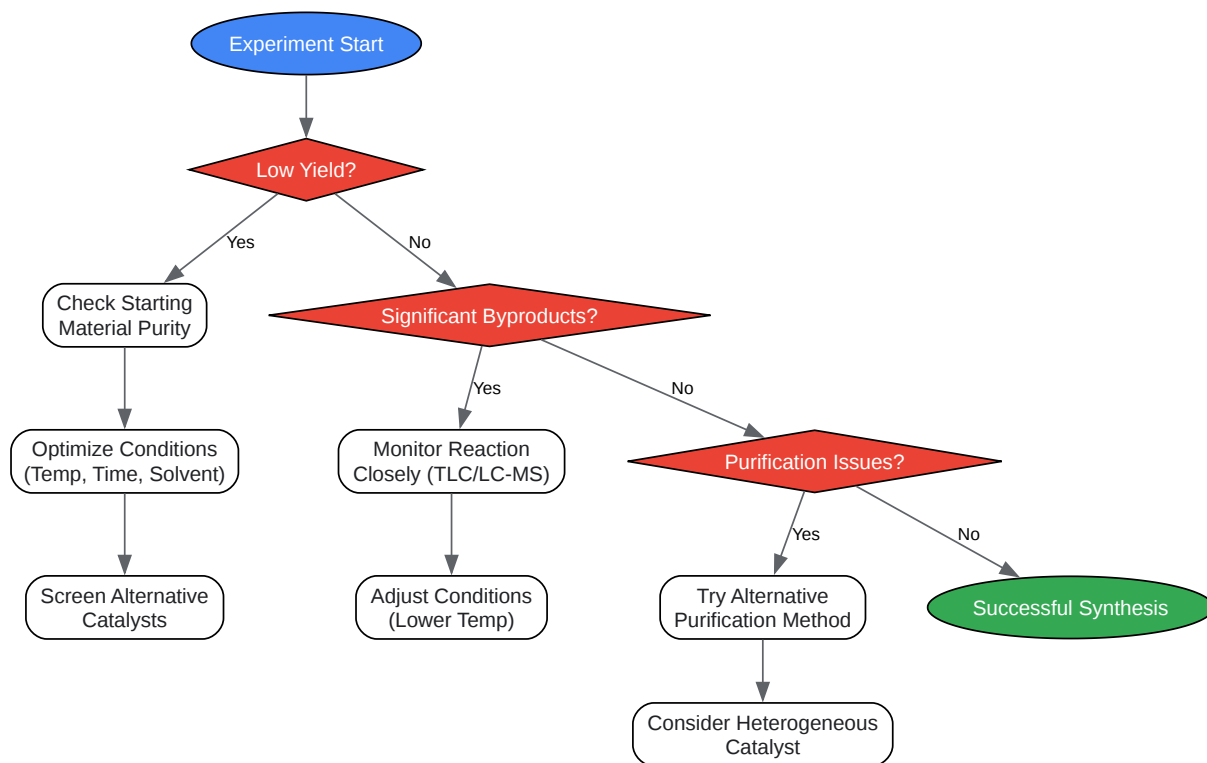 Experiment Start
Low Yield?
Yes
No
Check Starting
Material Purity
Significant Byproducts?
Yes
No
Optimize Conditions
(Temp, Time, Solvent)
Monitor Reaction
Closely (TLC/LC-MS)
Purification Issues?
Yes
No
Screen Alternative
Catalysts
Adjust Conditions
(Lower Temp)
Try Alternative
Purification Method
Successful Synthesis
Consider Heterogeneous
Catalyst